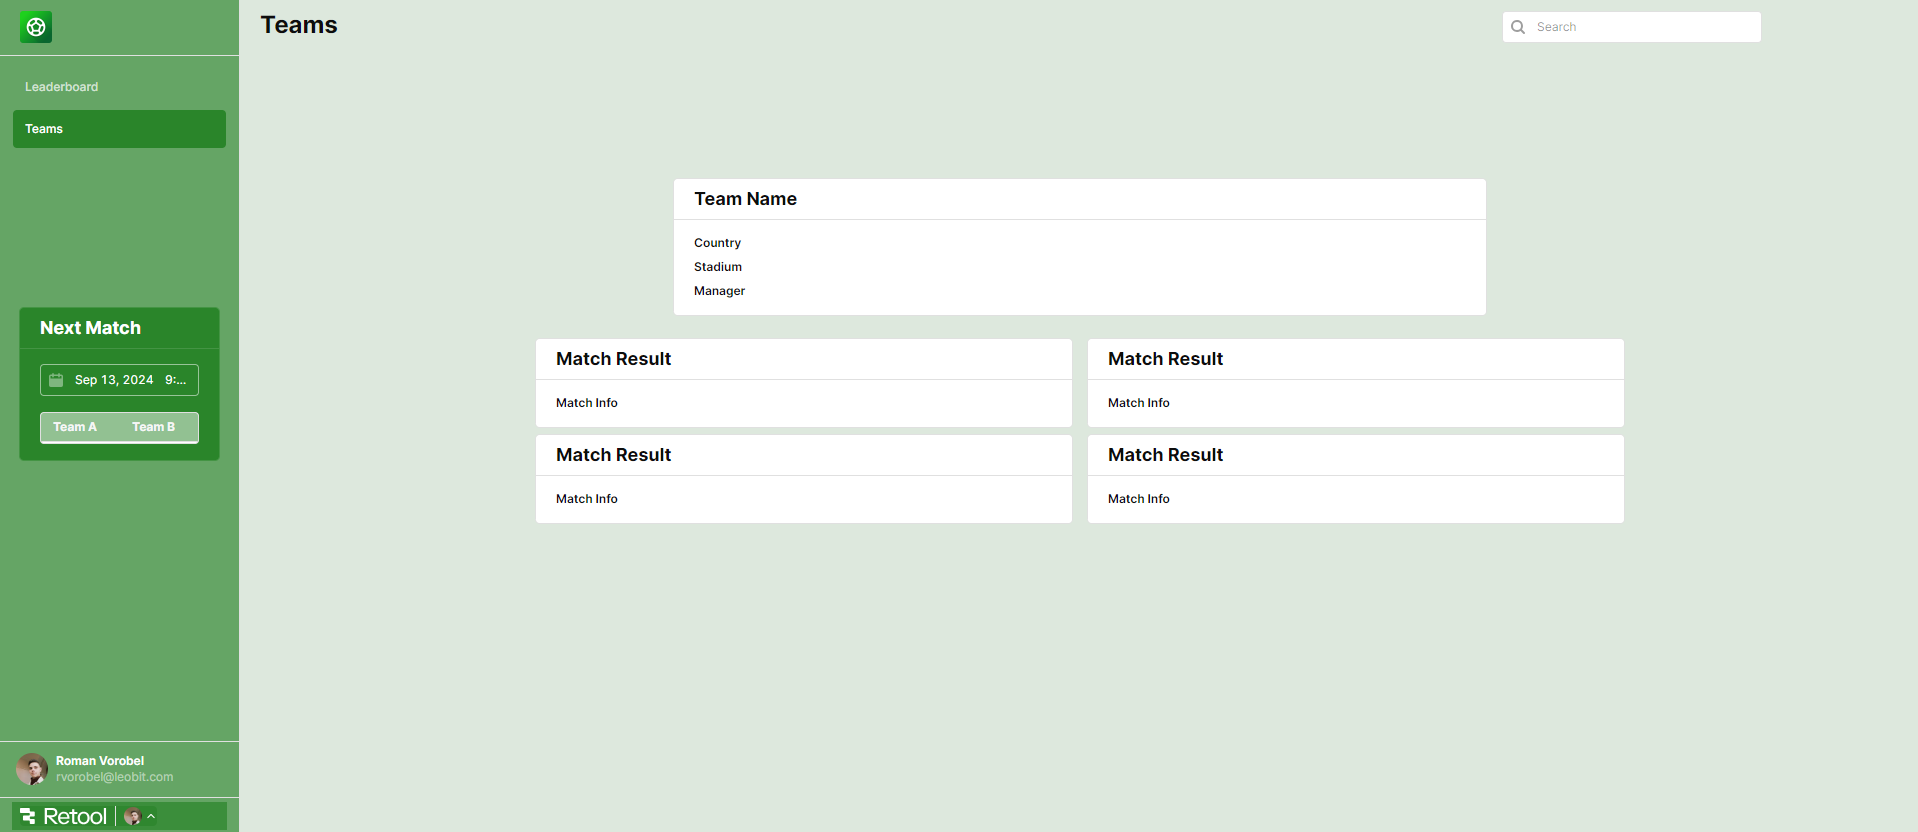 Teams
Search
Leaderboard
Teams
Team Name
Country
Stadium
Manager
Next Match
Sep 13, 2024 9:...
Team A Team B
Match Result
Match Info
Match Result
Match Info
Match Result
Match Info
Match Result
Match Info
Roman Vorobel
rvorobel@leobit.com
Retool